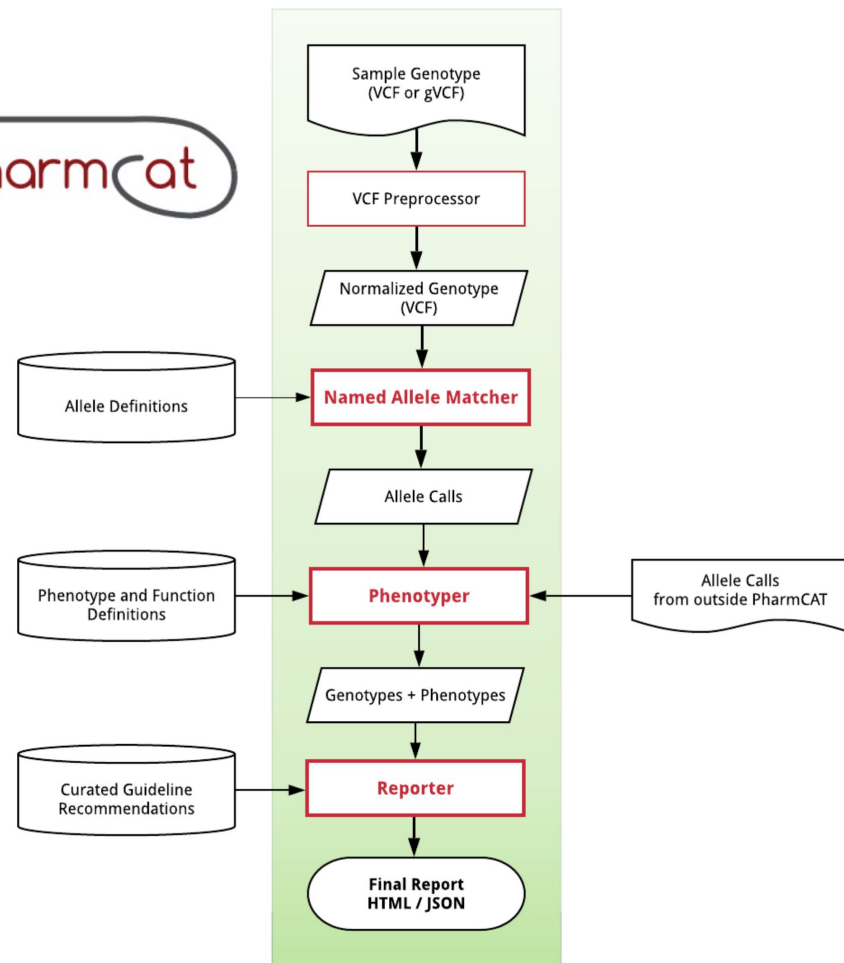 Sample Genotype
(VCF or gVCF)
armcat
VCF Preprocessor
Normalized Genotype
(VCF)
Allele Definitions
Named Allele Matcher
Allele Calls
Phenotype and Function
Definitions
Phenotyper
Allele Calls
from outside PharmCAT
Genotypes + Phenotypes
Curated Guideline
Recommendations
Reporter
Final Report
HTML / JSON